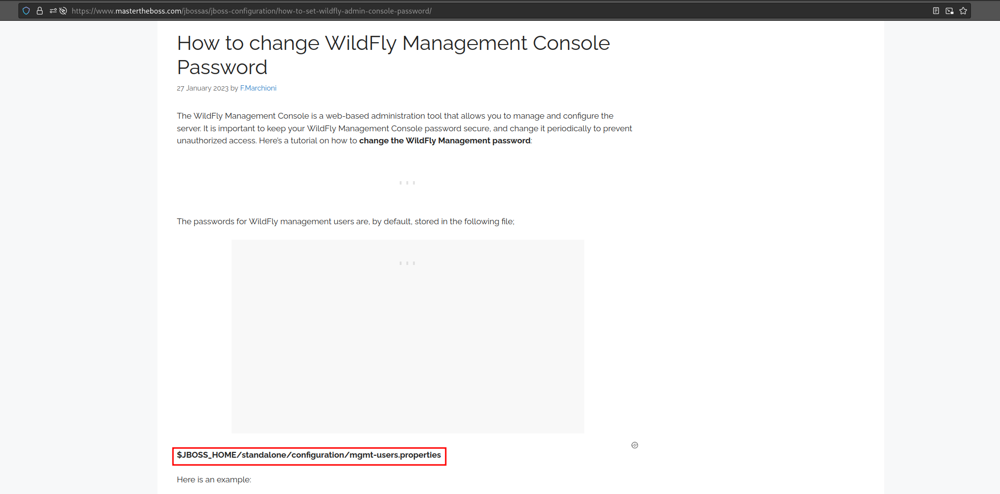 https://www.mastertheboss.com/jbossas/jboss-configuration/how-to-set-wildfly-admin-console-password/
How to change WildFly Management Console
Password
27 January 2023 by F.Marchioni
The WildFly Management Console is a web-based administration tool that allows you to manage and configure the
server. It is important to keep your WildFly Management Console password secure, and change it periodically to prevent
unauthorized access. Here’s a tutorial on how to change the WildFly Management password:
The passwords for WildFly management users are, by default, stored in the following file;
$JBOSS_HOME/standalone/configuration/mgmt-users.properties
Here is an example: